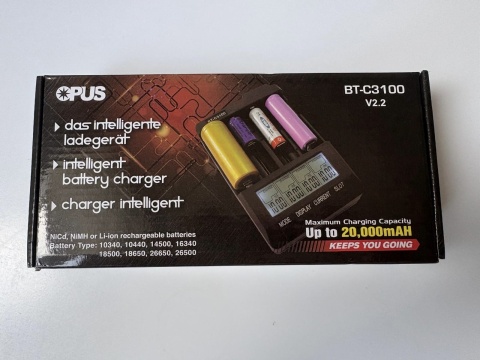 OPUS
BT-C3100
V2.2
das intelligente
ladegerät
intelligent
battery charger
charger intelligent
MODE DISPLAY CURRENT SLOT
NiCd, NiMH or Li-ion rechargeable batteries
Battery Type: 10340, 10440, 14500, 16340
18500, 18650, 26650, 26500
Maximum Charging Capacity
Up to 20,000mAH
KEEPS YOU GOING